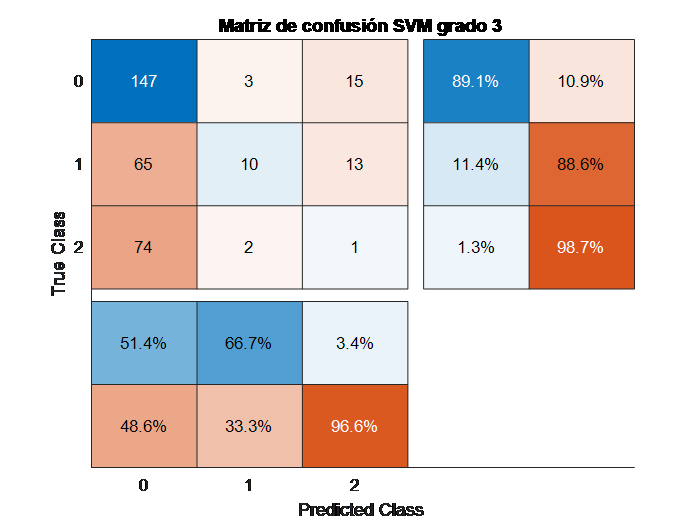 Matriz de confusión SVM grado 3
0 147 3 15 89.1% 10.9%
1 65 10 13 11.4% 88.6%
2 74 2 1 1.3% 98.7%
True Class
51.4% 66.7% 3.4%
48.6% 33.3% 96.6%
0 1 2
Predicted Class